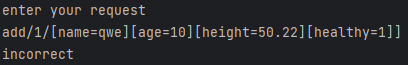 enter your request
add/1/[name=qwe][age=10][height=50.22][healthy=1]]
incorrect